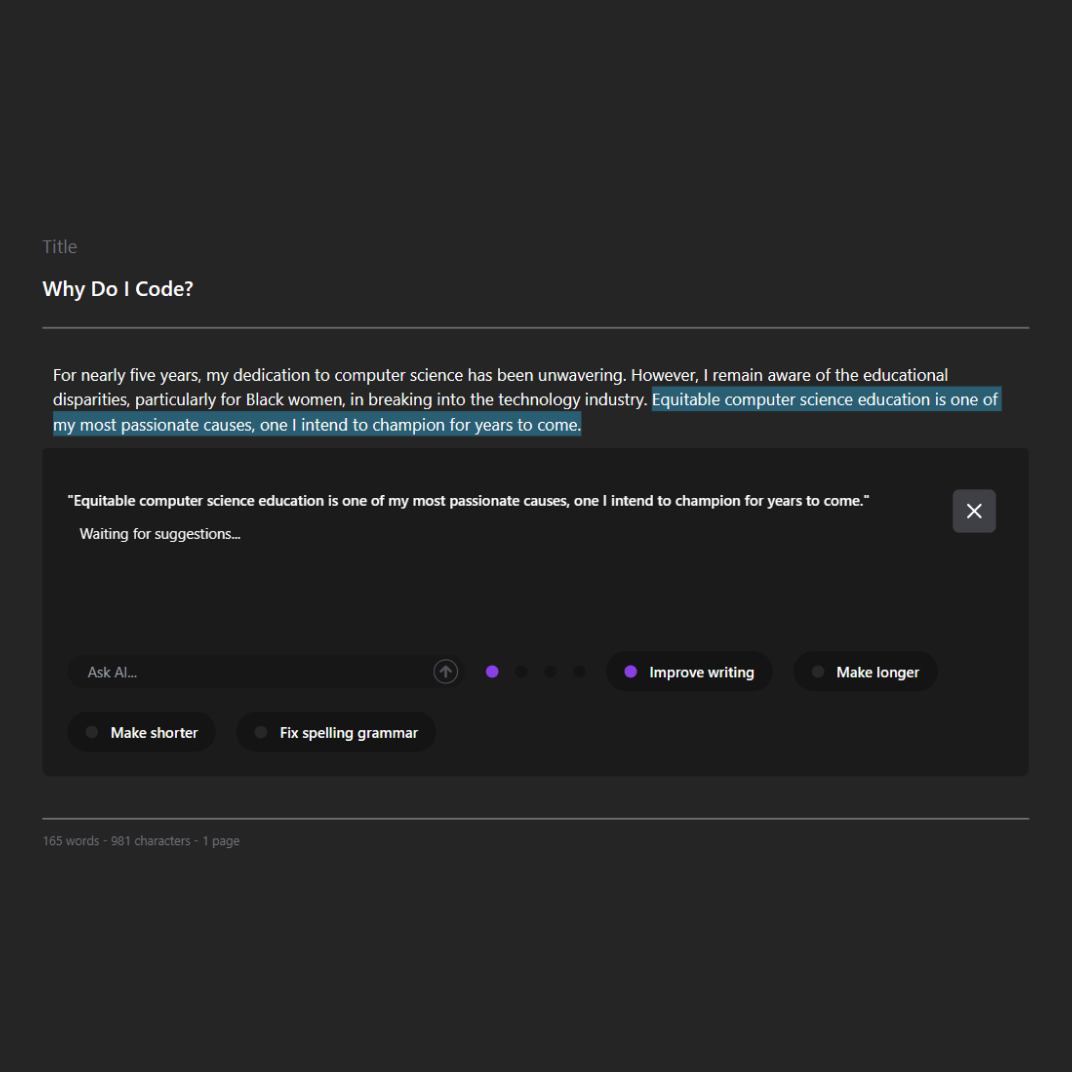 Title
Why Do I Code?
For nearly five years, my dedication to computer science has been unwavering. However, I remain aware of the educational
disparities, particularly for Black women, in breaking into the technology industry. Equitable computer science education is one of
my most passionate causes, one I intend to champion for years to come.
"Equitable computer science education is one of my most passionate causes, one I intend to champion for years to come."
Waiting for suggestions...
Ask AI...
Improve writing
Make longer
Make shorter
Fix spelling grammar
165 words - 981 characters - 1 page